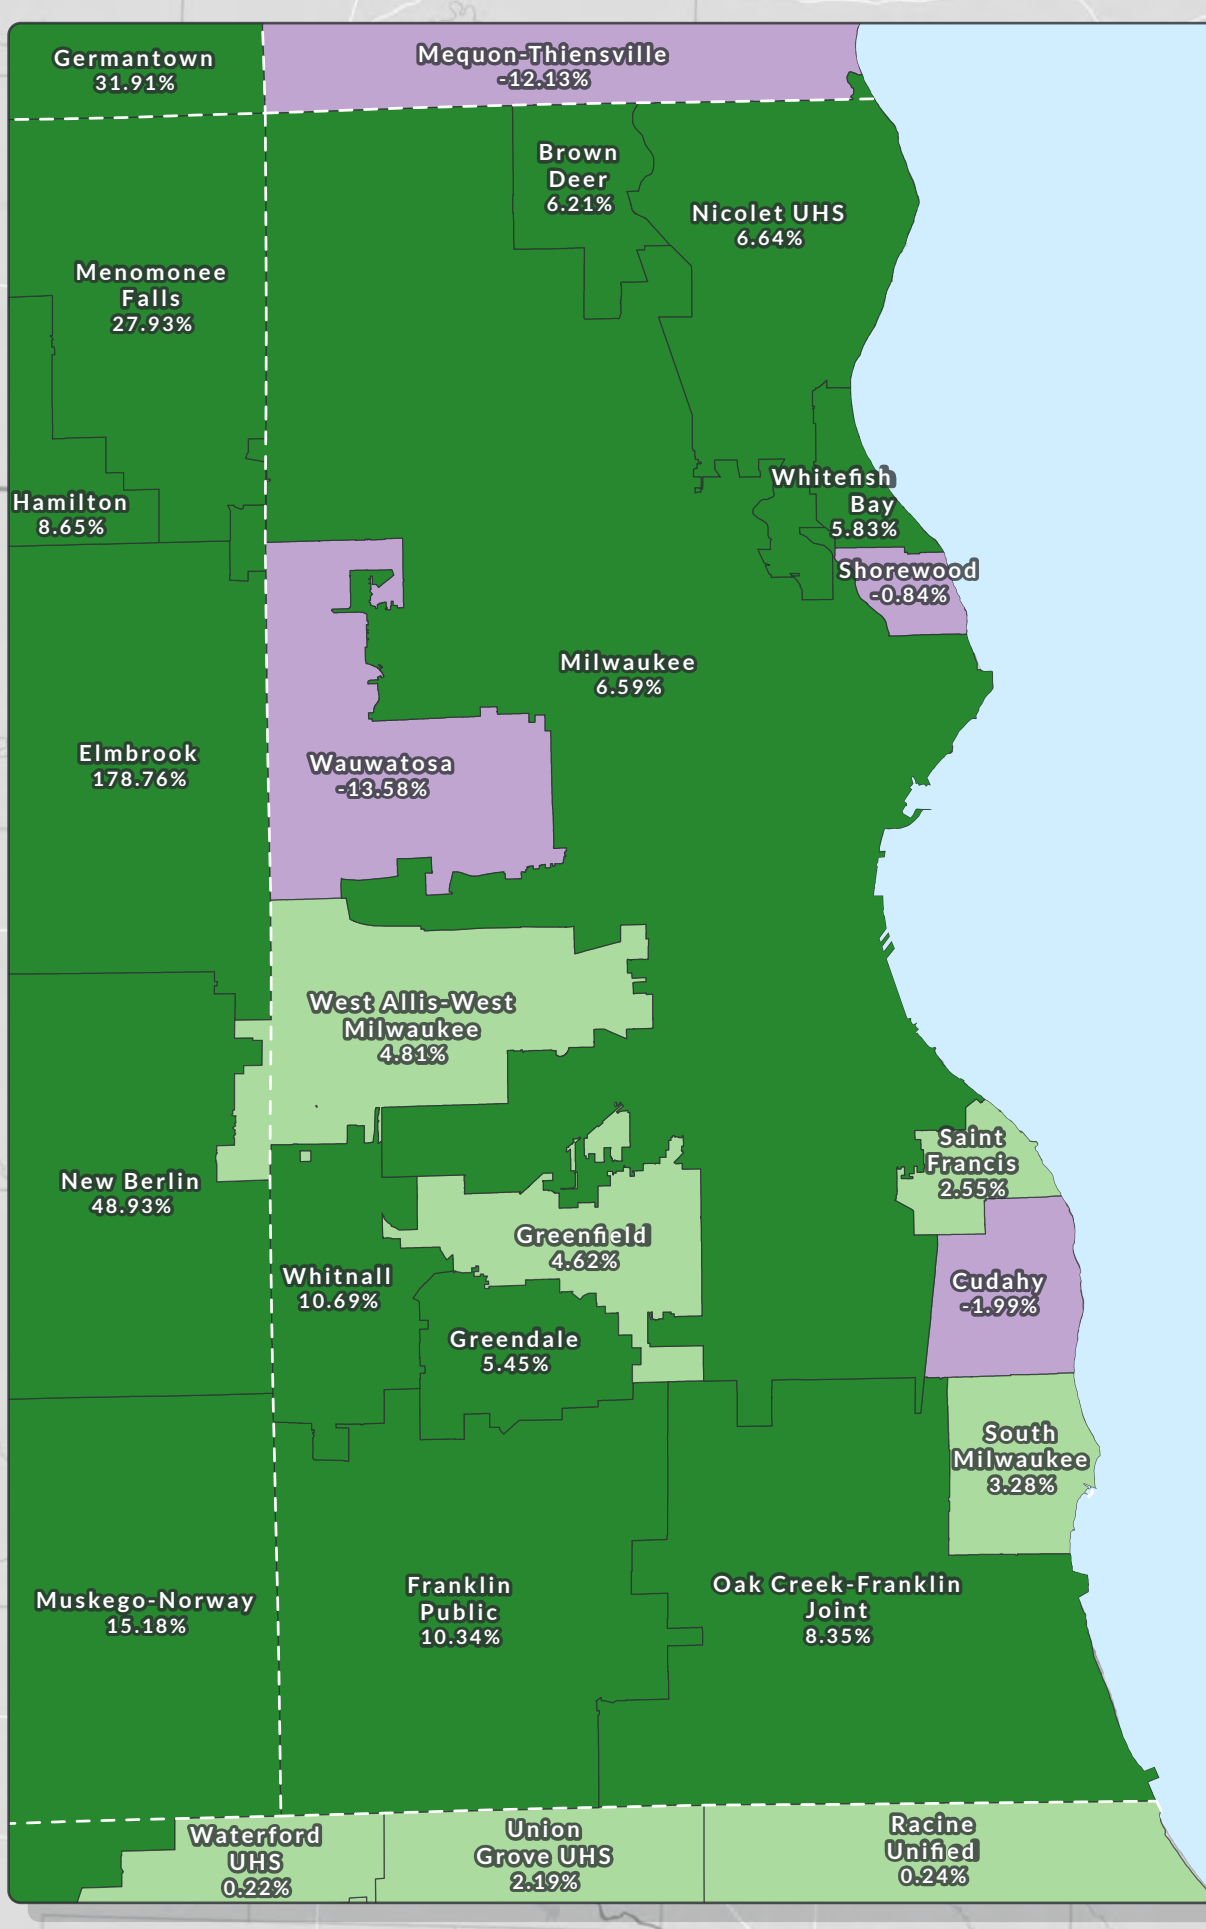 Germantown
31.91%
Mequon-Thiensville
-12.13%
Brown
Deer
6.21%
Nicolet UHS
6.64%
Menomonee
Falls
27.93%
Hamilton
8.65%
Whitefish
Bay
5.83%
Shorewood
-0.84%
Milwaukee
6.59%
Elmbrook
178.76%
Wauwatosa
-13.58%
West Allis-West
Milwaukee
4.81%
Saint
Francis
2.55%
New Berlin
48.93%
Greenfield
4.62%
Whitnall
10.69%
Cudahy
-1.99%
Greendale
5.45%
South
Milwaukee
3.28%
Muskego-Norway
15.18%
Franklin
Public
10.34%
Oak Creek-Franklin
Joint
8.35%
Waterford
UHS
0.22%
Union
Grove UHS
2.19%
Racine
Unified
0.24%